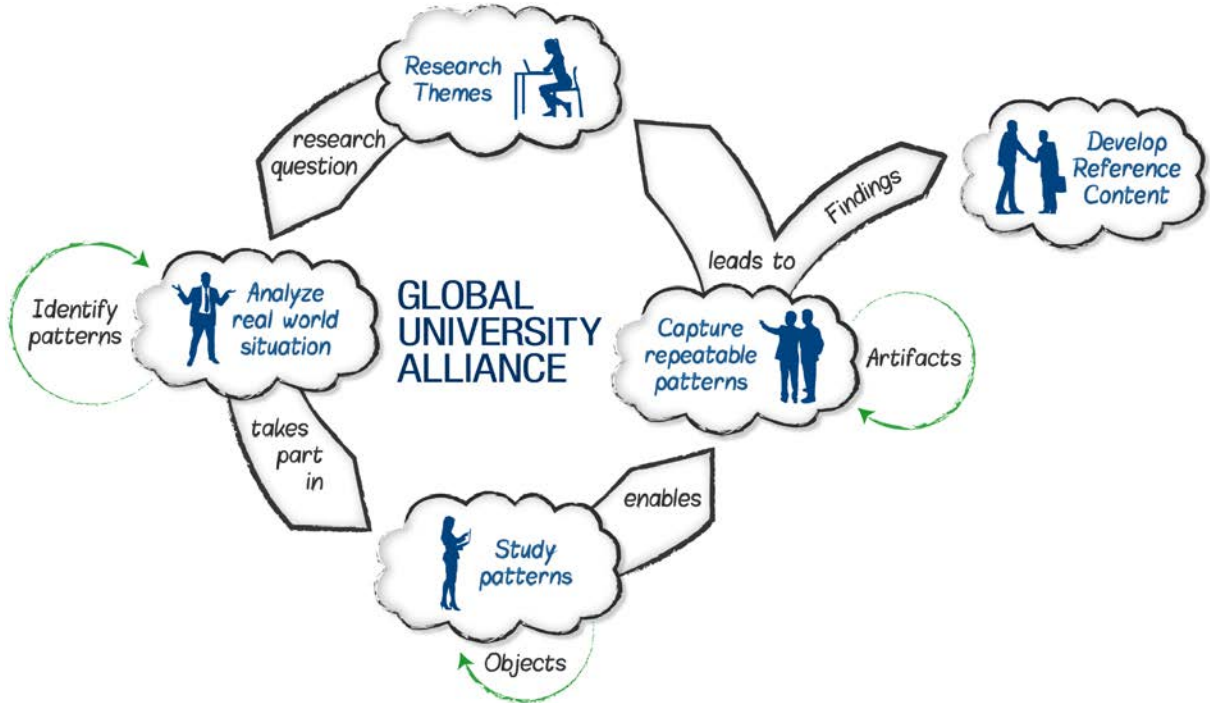 Research
Themes
research
question
Develop
Reference
Content
Findings
leads to
Identify
patterns
Analyze
real world
situation
GLOBAL
UNIVERSITY
ALLIANCE
Capture
repeatable
patterns
Artifacts
takes
part
in
enables
Study
patterns
Objects